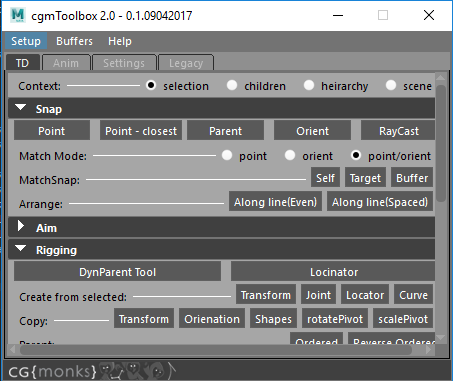 cgmToolbox 2.0 - 0.1.09042017
Setup Buffers Help
TD Anim Settings Legacy
Context: selection children heirarchy scene
Snap
Point Point - closest Parent Orient RayCast
Match Mode: point orient point/orient
MatchSnap: Self Target Buffer
Arrange: Along line(Even) Along line(Spaced)
Aim
Rigging
DynParent Tool Locinator
Create from selected: Transform Joint Locator Curve
Copy: Transform Orienation Shapes rotatePivot scalePivot
Parent: Ordered Reverse Ordered
CG{monks}